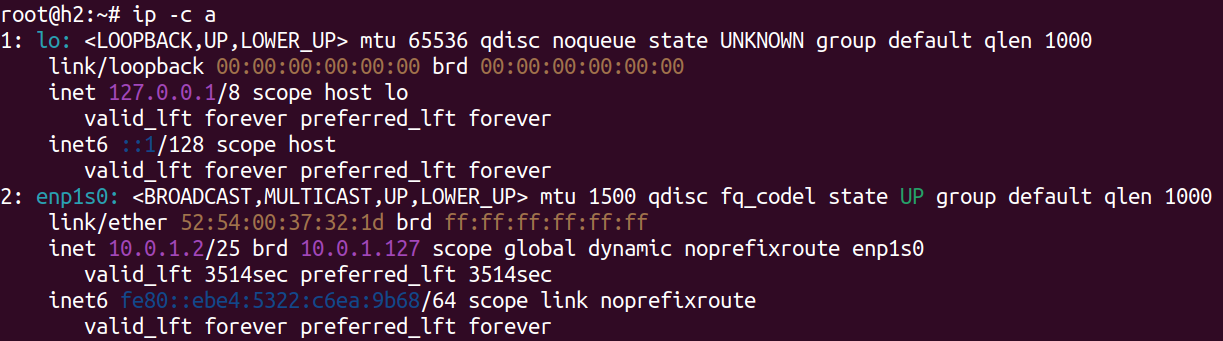 root@h2:~# ip -c a
1: lo: <LOOPBACK,UP,LOWER_UP> mtu 65536 qdisc noqueue state UNKNOWN group default qlen 1000
    link/loopback 00:00:00:00:00:00 brd 00:00:00:00:00:00
    inet 127.0.0.1/8 scope host lo
       valid_lft forever preferred_lft forever
    inet6 ::1/128 scope host
       valid_lft forever preferred_lft forever
2: enp1s0: <BROADCAST,MULTICAST,UP,LOWER_UP> mtu 1500 qdisc fq_codel state UP group default qlen 1000
    link/ether 52:54:00:37:32:1d brd ff:ff:ff:ff:ff:ff
    inet 10.0.1.2/25 brd 10.0.1.127 scope global dynamic noprefixroute enp1s0
       valid_lft 3514sec preferred_lft 3514sec
    inet6 fe80::ebe4:5322:c6ea:9b68/64 scope link noprefixroute
       valid_lft forever preferred_lft forever